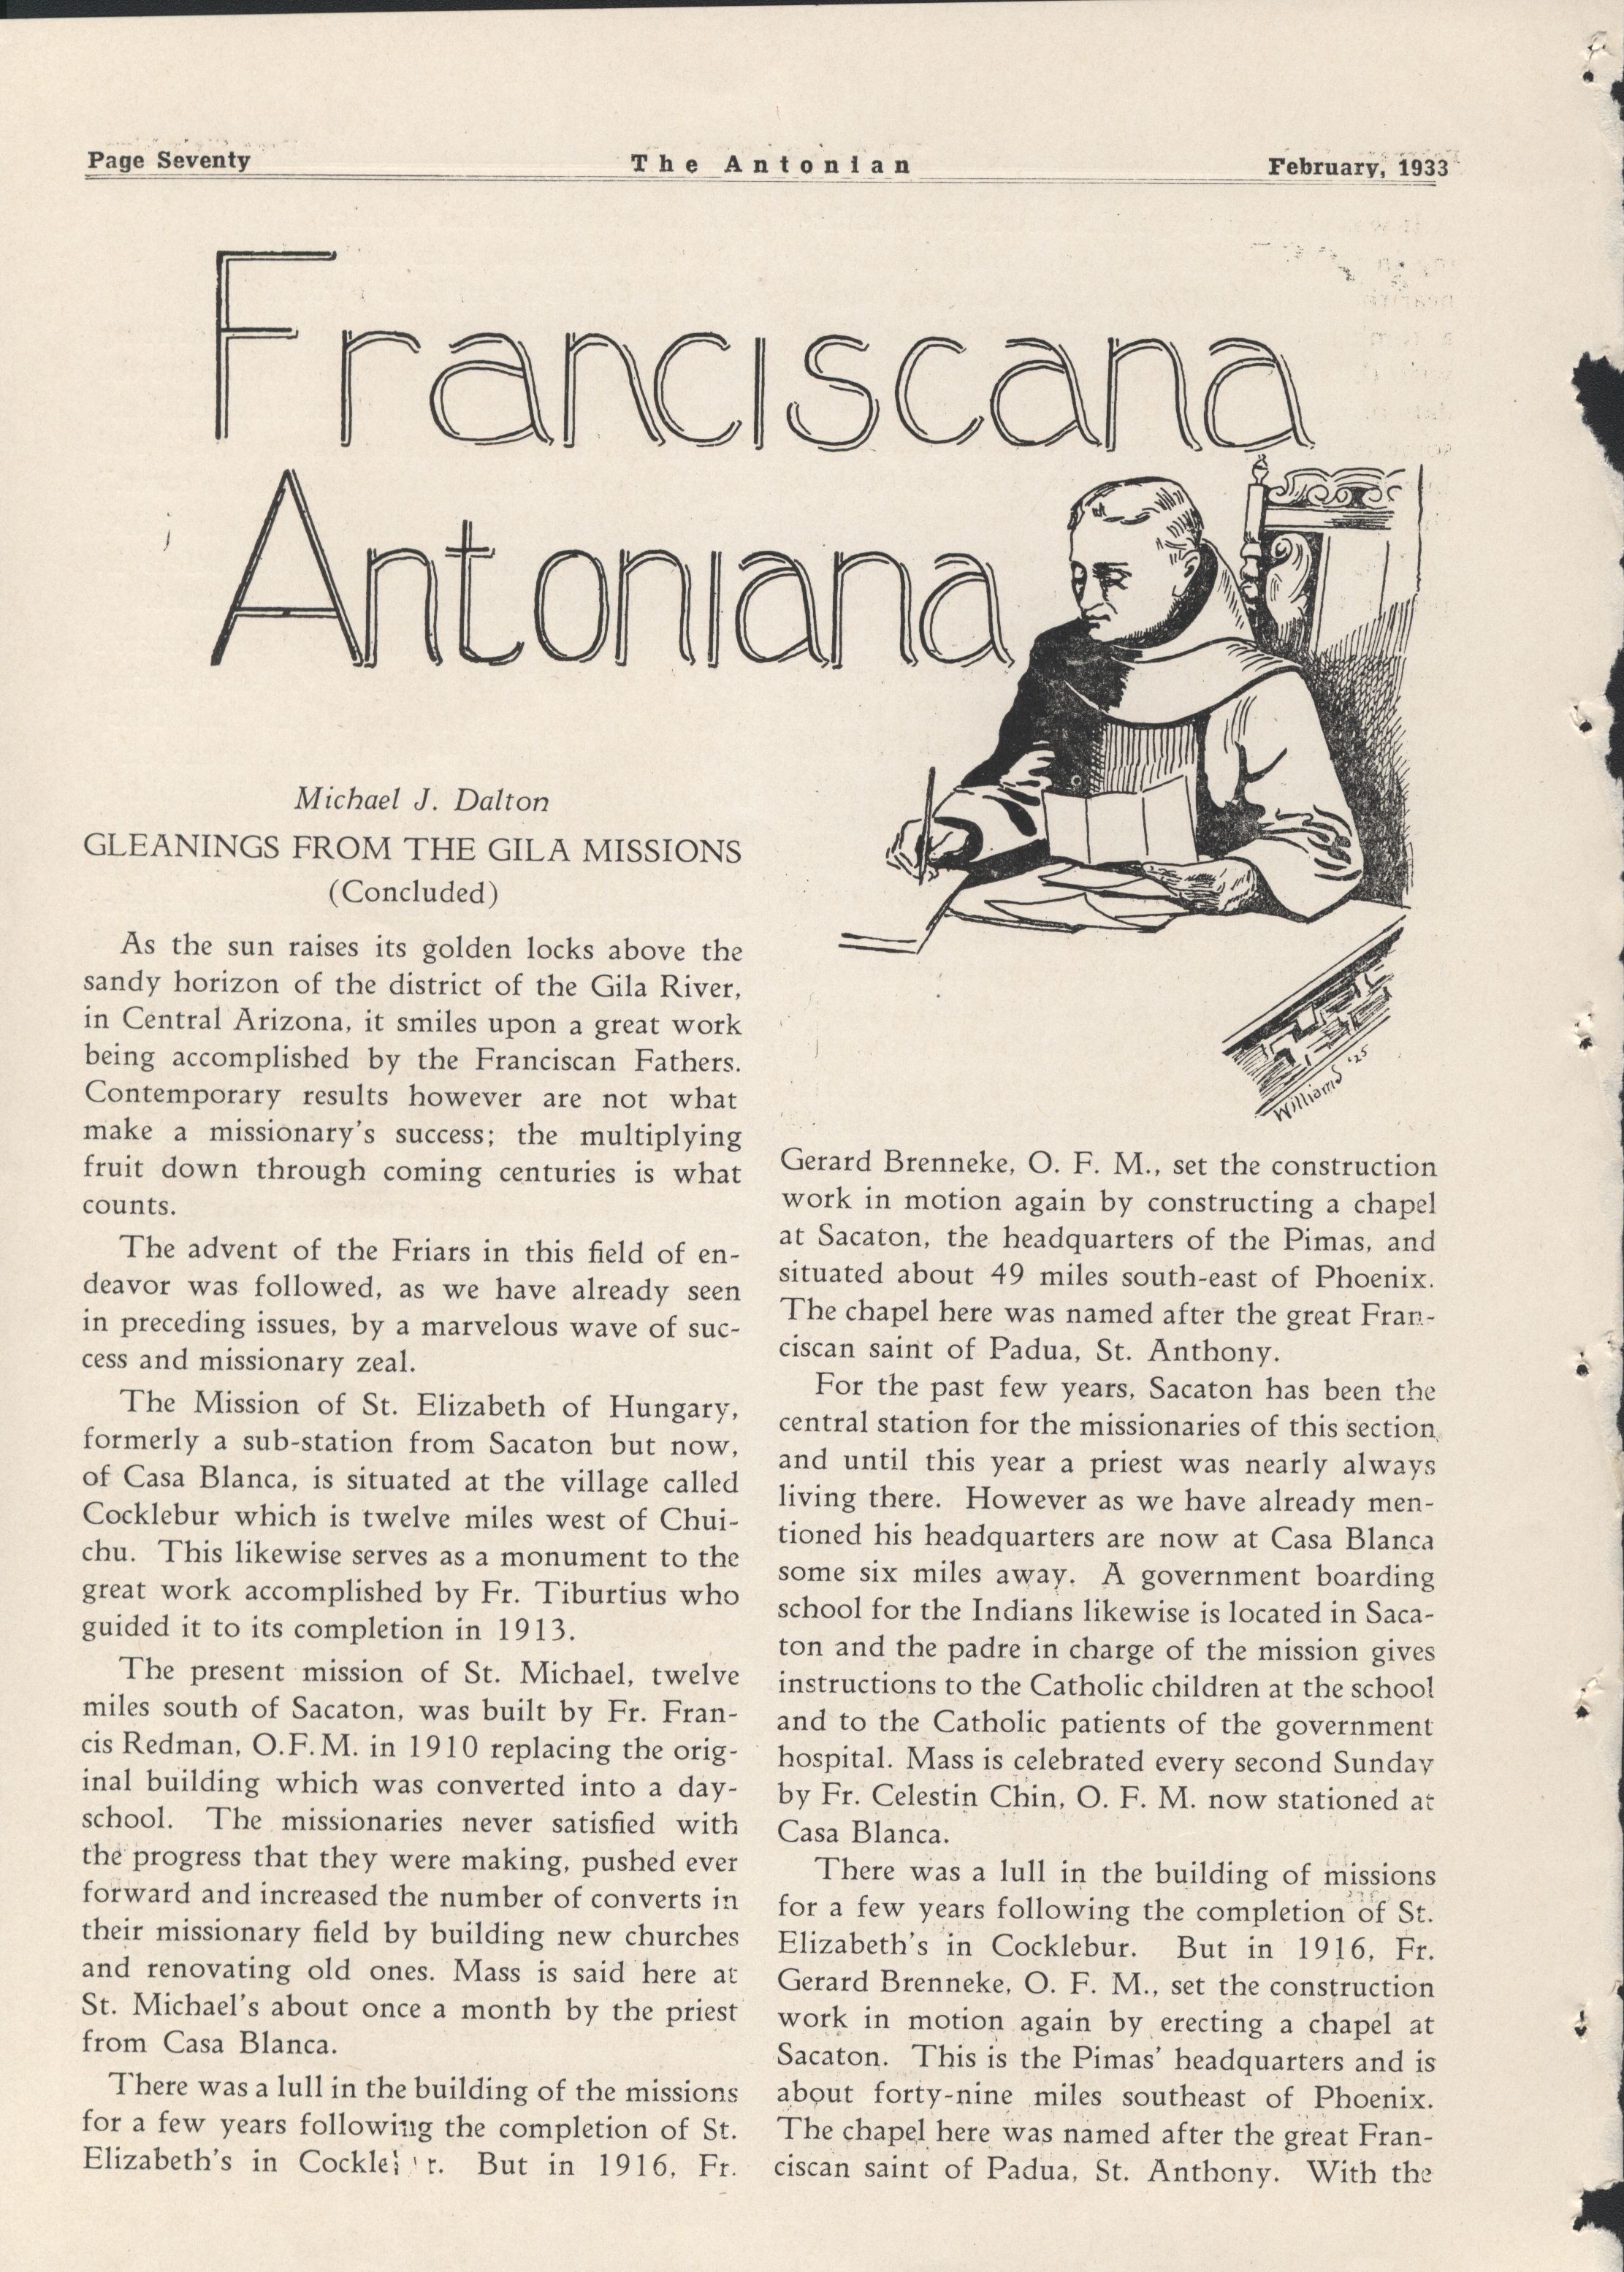 Page Seventy
The Antonian
February, 1933
Franciscana
Antoniana
Michael J. Dalton
GLEANINGS FROM THE GILA MISSIONS
(Concluded)
As the sun raises its golden locks above the
sandy horizon of the district of the Gila River,
in Central Arizona, it smiles upon a great work
being accomplished by the Franciscan Fathers.
Contemporary results however are not what
make a missionary's success; the multiplying
fruit down through coming centuries is what
counts.
The advent of the Friars in this field of en-
deavor was followed, as we have already seen
in preceding issues, by a marvelous wave of suc-
cess and missionary zeal.
The Mission of St. Elizabeth of Hungary,
formerly a sub-station from Sacaton but now,
of Casa Blanca, is situated at the village called
Cocklebur which is twelve miles west of Chui-
chu. This likewise serves as a monument to the
great work accomplished by Fr. Tiburtius who
guided it to its completion in 1913.
The present mission of St. Michael, twelve
miles south of Sacaton, was built by Fr. Fran-
cis Redman, O.F.M. in 1910 replacing the orig-
inal building which was converted into a day-
school. The missionaries never satisfied with
the progress that they were making, pushed ever
forward and increased the number of converts in
their missionary field by building new churches
and renovating old ones. Mass is said here at
St. Michael's about once a month by the priest
from Casa Blanca.
There was a lull in the building of the missions
for a few years following the completion of St.
Elizabeth's in But in 1916, Fr.
Williams '25
Gerard Brenneke, O. F. M., set the construction
work in motion again by constructing a chapel
at Sacaton, the headquarters of the Pimas, and
situated about 49 miles south-east of Phoenix.
The chapel here was named after the great Fran-
ciscan saint of Padua, St. Anthony.
For the past few years, Sacaton has been the
central station for the missionaries of this section,
and until this year a priest was nearly always
living there. However as we have already men-
tioned his headquarters are now at Casa Blanca
some six miles away. A government boarding
school for the Indians likewise is located in Saca-
ton and the padre in charge of the mission gives
instructions to the Catholic children at the school
and to the Catholic patients of the government
hospital. Mass is celebrated every second Sunday
by Fr. Celestin Chin, O. F. M. now stationed at
Casa Blanca.
There was a lull in the building of missions
for a few years following the completion of St.
Elizabeth's in Cocklebur. But in 1916, Fr.
Gerard Brenneke, O. F. M., set the construction
work in motion again by erecting a chapel at
Sacaton. This is the Pimas' headquarters and is
about forty-nine miles southeast of Phoenix.
The chapel here was named after the great Fran-
ciscan saint of Padua, St. Anthony. With the